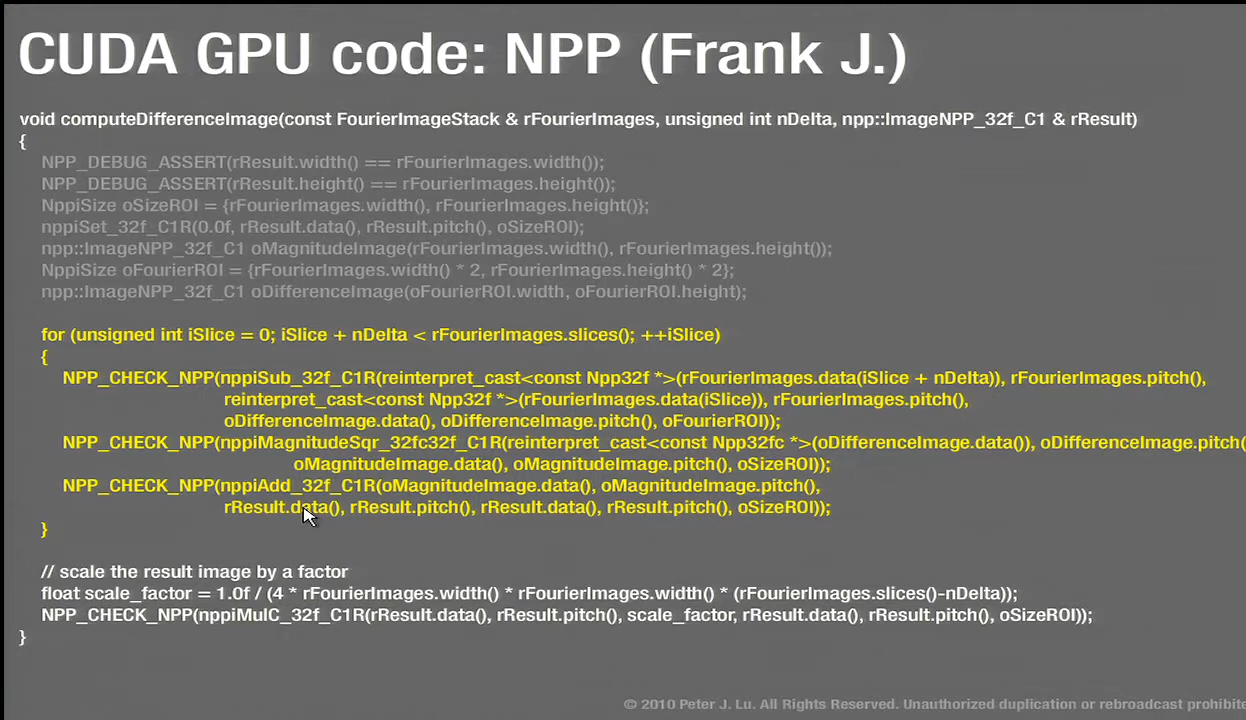 CUDA GPU code: NPP (Frank J.)
void computeDifferenceImage(const FourierImageStack & rFourierImages, unsigned int nDelta, npp::ImageNPP_32f_C1 & rResult)
{
NPP_DEBUG_ASSERT(rResult.width() == rFourierImages.width());
NPP_DEBUG_ASSERT(rResult.height() == rFourierImages.height());
NppiSize oSizeROI = {rFourierImages.width(), rFourierImages.height()};
nppiSet_32f_C1R(0.0f, rResult.data(), rResult.pitch(), oSizeROI);
npp::ImageNPP_32f_C1 oMagnitudeImage(rFourierImages.width(), rFourierImages.height());
NppiSize oFourierROI = {rFourierImages.width() * 2, rFourierImages.height() * 2};
npp::ImageNPP_32f_C1 oDifferenceImage(oFourierROI.width, oFourierROI.height);
for (unsigned int iSlice = 0; iSlice + nDelta < rFourierImages.slices(); ++iSlice)
{
NPP_CHECK_NPP(nppiSub_32f_C1R(reinterpret_cast<const Npp32f *>(rFourierImages.data(iSlice + nDelta)), rFourierImages.pitch(),
reinterpret_cast<const Npp32f *>(rFourierImages.data(iSlice)), rFourierImages.pitch(),
oDifferenceImage.data(), oDifferenceImage.pitch(), oFourierROI));
NPP_CHECK_NPP(nppiMagnitudeSqr_32fc32f_C1R(reinterpret_cast<const Npp32fc *>(oDifferenceImage.data()), oDifferenceImage.pitch(
oMagnitudeImage.data(), oMagnitudeImage.pitch(), oSizeROI));
NPP_CHECK_NPP(nppiAdd_32f_C1R(oMagnitudeImage.data(), oMagnitudeImage.pitch(),
rResult.data(), rResult.pitch(), rResult.data(), rResult.pitch(), oSizeROI));
}
// scale the result image by a factor
float scale_factor = 1.0f / (4 * rFourierImages.width() * rFourierImages.width() * (rFourierImages.slices()-nDelta));
NPP_CHECK_NPP(nppiMulC_32f_C1R(rResult.data(), rResult.pitch(), scale_factor, rResult.data(), rResult.pitch(), oSizeROI));
}
© 2010 Peter J. Lu. All Rights Reserved. Unauthorized duplication or rebroadcast prohibite